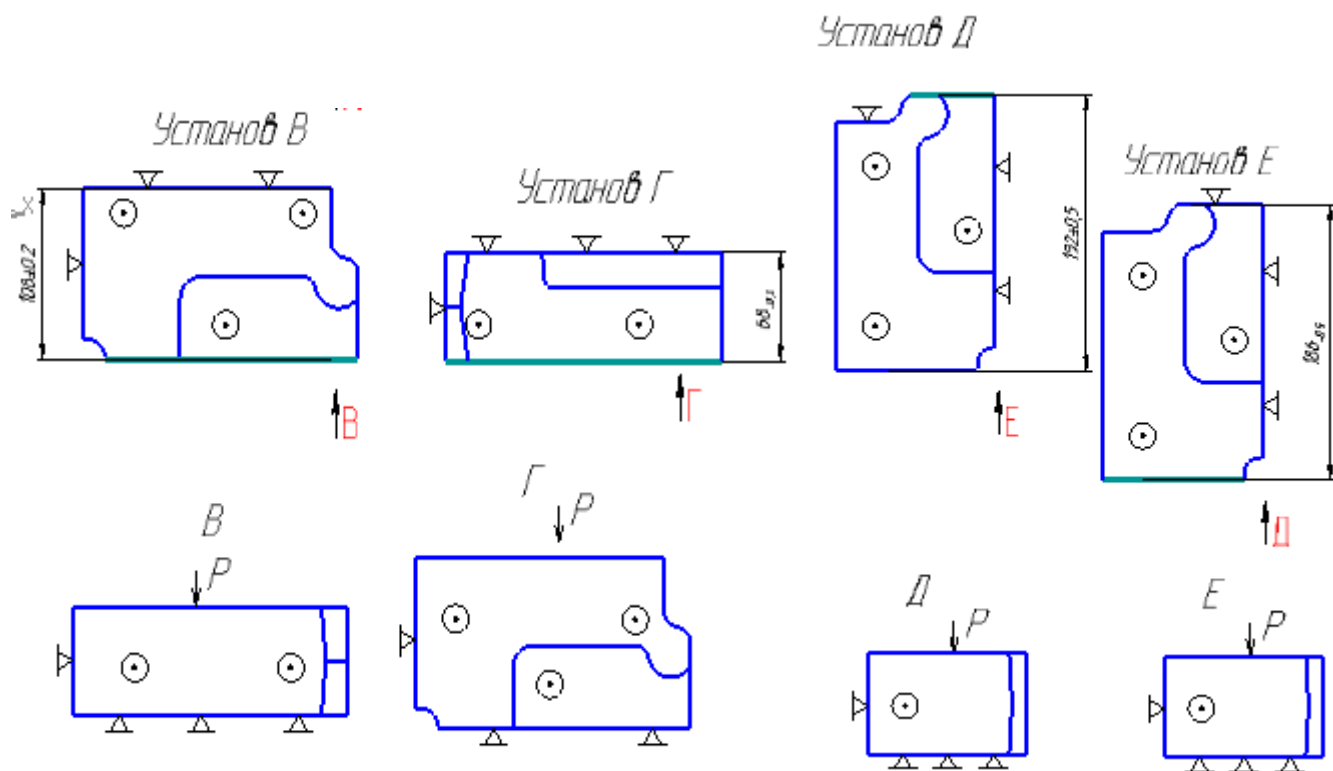 Установ Д
Установ В
Установ Г
Установ Е
108±0,2
192±0,5
В
Г
Е
Д
В
Р
Г
Р
Д
Р
Е
Р